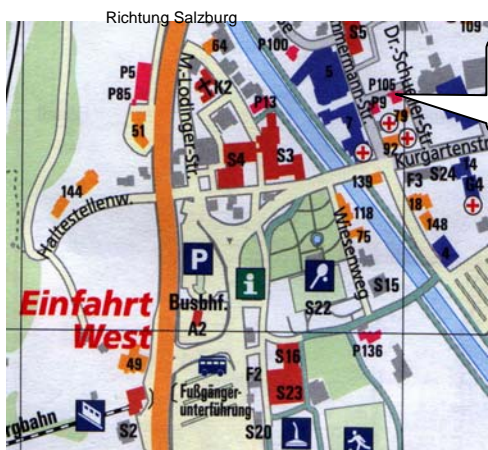 Richtung Salzburg
64
P100
S5
109
P5
P85
K2
M.-Lodinger-Str.
P13
5
P105
P9
79
Dr.-Schueller-Str.
51
S4
S3
7
92
Kurgartenstr
144
139
F3
S24
14
G4
Haltestellenw.
118
18
75
Wiesenweg
148
4
P
i
Einfahrt
West
Busbhf.
A2
S22
S15
P136
49
F2
S16
Fußgänger-
unterführung
S23
rgbahn
S2
S20